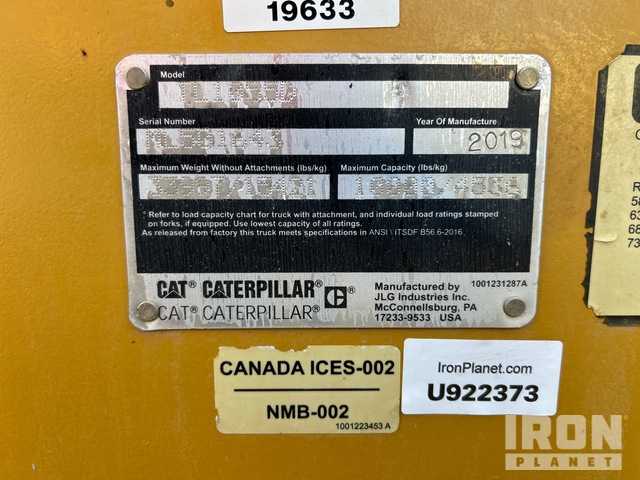 19633
Model
Serial Number
Year Of Manufacture
2019
Maximum Weight Without Attachments (lbs/kg)
Maximum Capacity (lbs/kg)
* Refer to load capacity chart for truck with attachment, and individual load ratings stamped
on forks, if equipped. Use lowest capacity of all ratings.
As released from factory this truck meets specifications in ANSI \ ITSDF B56.6-2016
CAT® CATERPILLAR®
CAT® CATERPILLAR®
Manufactured by
JLG Industries Inc.
McConnellsburg, PA
17233-9533 USA
1001231287A
CANADA ICES-002
NMB-002
1001223453 A
IronPlanet.com
U922373
IRON
PLANET